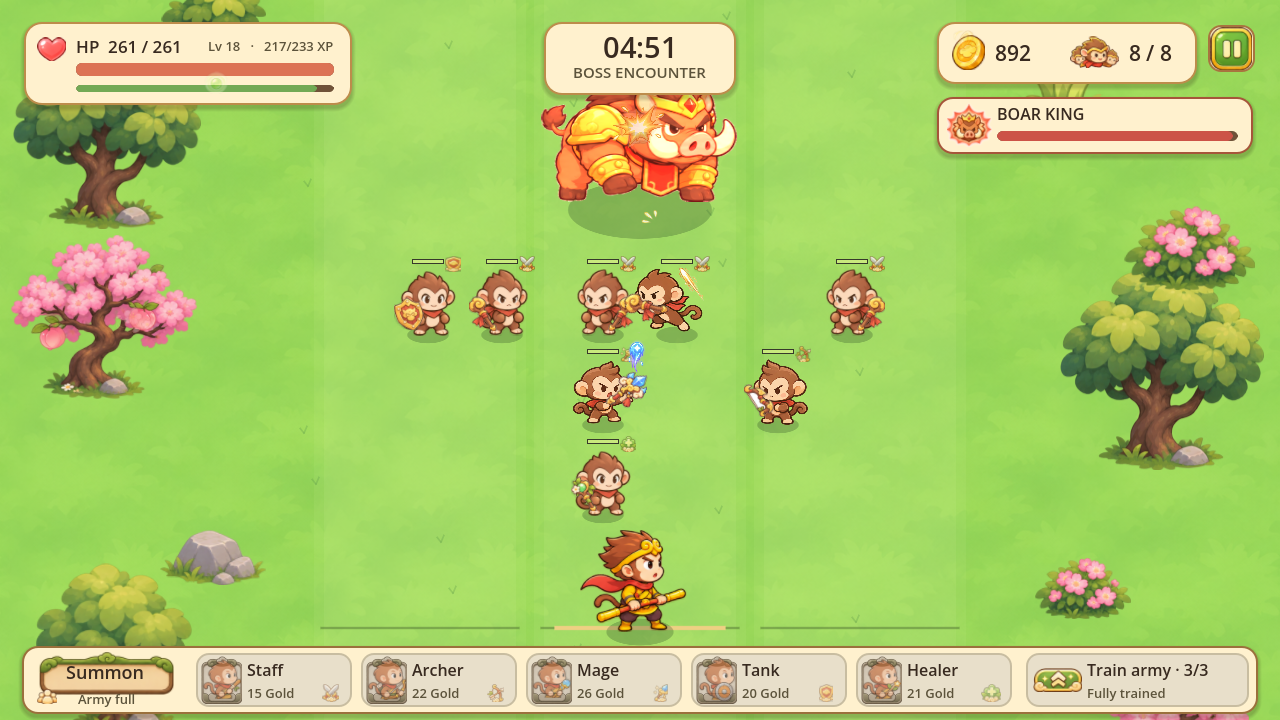 HP 261 / 261 Lv 18 · 217/233 XP
04:51
BOSS ENCOUNTER
892 8 / 8
BOAR KING
Summon
Army full
Staff
15 Gold
Archer
22 Gold
Mage
26 Gold
Tank
20 Gold
Healer
21 Gold
Train army · 3/3
Fully trained